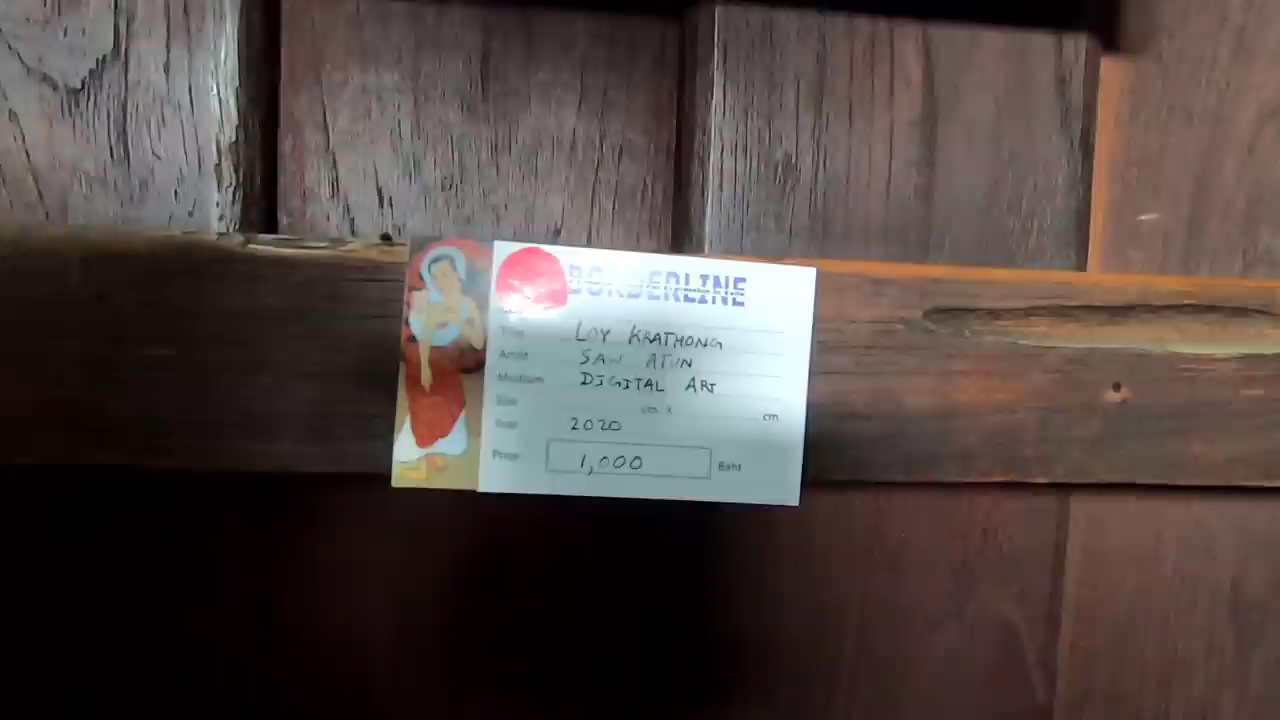 BORDERLINE
Title LOY KRATHONG
Artist SAW ATUN
Medium DIGITAL ART
Size cm x cm
Year 2020
Price 1,000 Baht